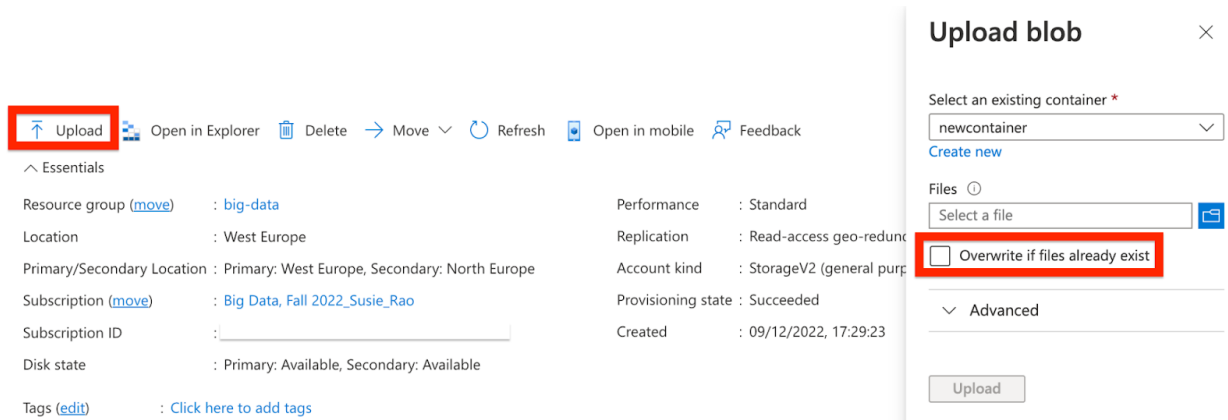 Upload Open in Explorer Delete Move Refresh Open in mobile Feedback
Essentials
Resource group (move) : big-data
Location : West Europe
Primary/Secondary Location : Primary: West Europe, Secondary: North Europe
Subscription (move) : Big Data, Fall 2022_Susie_Rao
Subscription ID :
Disk state : Primary: Available, Secondary: Available
Tags (edit) : Click here to add tags
Performance : Standard
Replication : Read-access geo-redund
Account kind : StorageV2 (general purp
Provisioning state : Succeeded
Created : 09/12/2022, 17:29:23
Upload blob
Select an existing container *
newcontainer
Create new
Files
Select a file
Overwrite if files already exist
Advanced
Upload